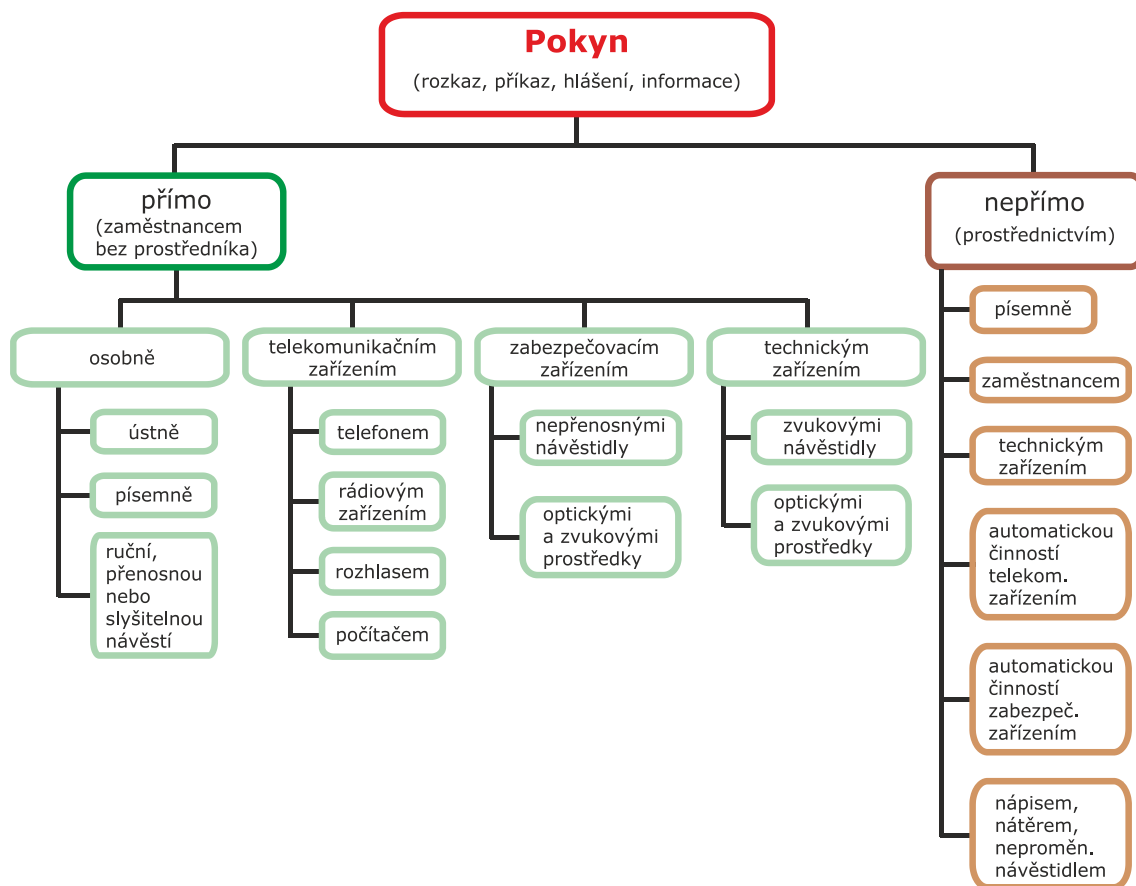 Pokyn
(rozkaz, příkaz, hlášení, informace)
přímo
(zaměstnancem
bez prostředníka)
nepřímo
(prostřednictvím)
osobně
ústně
písemně
ruční,
přenosnou
nebo
slyšitelnou
návěstí
telekomunikačním
zařízením
telefonem
rádiovým
zařízením
rozhlasem
počítačem
zabezpečovacím
zařízením
nepřenosnými
návěstidly
optickými
a zvukovými
prostředky
technickým
zařízením
zvukovými
návěstidly
optickými
a zvukovými
prostředky
písemně
zaměstnancem
technickým
zařízením
automatickou
činností
telekom.
zařízením
automatickou
činností
zabezpeč.
zařízením
nápisem,
nátěrem,
neproměn.
návěstidlem